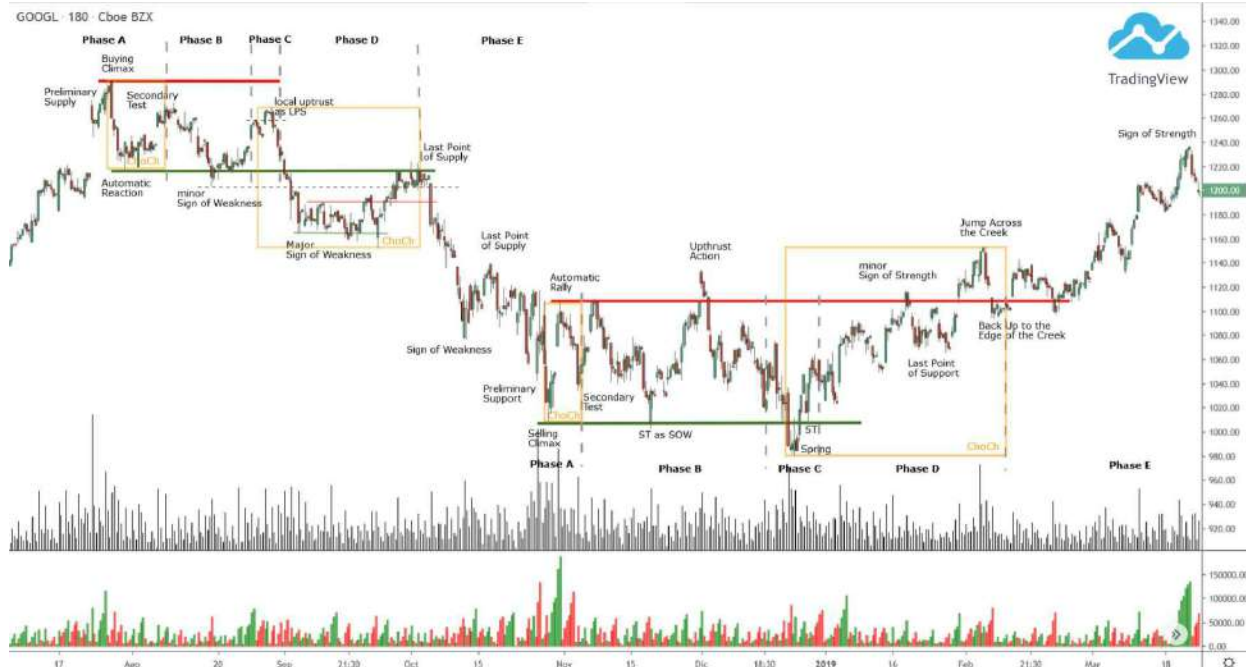 GOOGL · 180 · Cboe BZX
TradingView
Phase A
Phase B
Phase C
Phase D
Phase E
Buying
Climax
Preliminary
Supply
Secondary
Test
local uptrust
as LPS
ChoCh
Automatic
Reaction
minor
Sign of Weakness
Last Point
of Supply
ChoCh
Major
Sign of Weakness
Last Point
of Supply
Sign of Weakness
Automatic
Rally
Preliminary
Support
ChoCh
Selling
Climax
Secondary
Test
ST as SOW
Upthrust
Action
Spring
ST
minor
Sign of Strength
Last Point
of Support
Jump Across
the Creek
Back Up to the
Edge of the Creek
ChoCh
Sign of Strength
Phase A
Phase B
Phase C
Phase D
Phase E
1340.00
1320.00
1300.00
1280.00
1260.00
1240.00
1220.00
1200.00
1180.00
1160.00
1140.00
1120.00
1100.00
1080.00
1060.00
1040.00
1020.00
1000.00
980.00
960.00
940.00
920.00
150000.00
100000.00
50000.00
0.00
17 Аго 20 Sep 21:30 Oct 15 Nov 15 Dic 18:30 2019 16 Feb 21:30 Mar 18